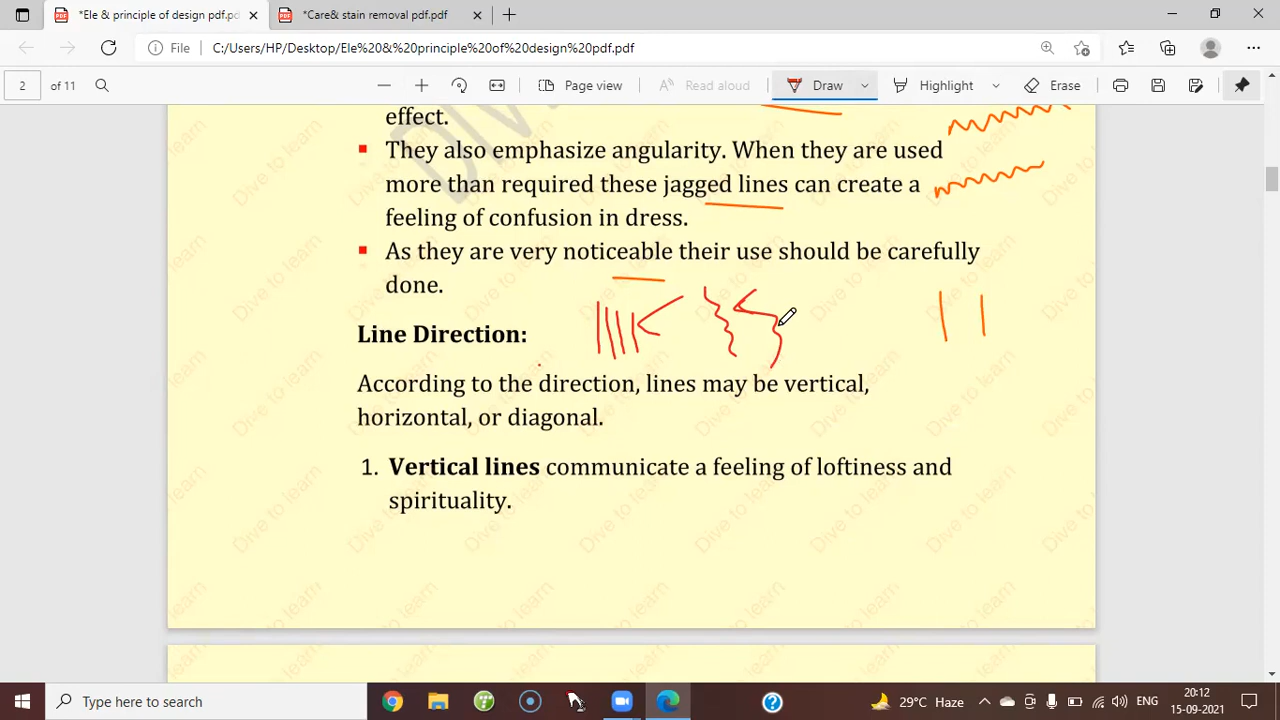 *Ele & principle of design pdf.pdf
*Care& stain removal pdf.pdf
File
C:/Users/HP/Desktop/Ele%20&%20principle%20of%20design%20pdf.pdf
2 of 11
Page view
Read aloud
Draw
Highlight
Erase
effect.
They also emphasize angularity. When they are used
more than required these jagged lines can create a
feeling of confusion in dress.
As they are very noticeable their use should be carefully
done.
Line Direction:
According to the direction, lines may be vertical,
horizontal, or diagonal.
1. Vertical lines communicate a feeling of loftiness and
spirituality.
Dive to learn
Type here to search
29°C Haze
ENG
20:12
15-09-2021